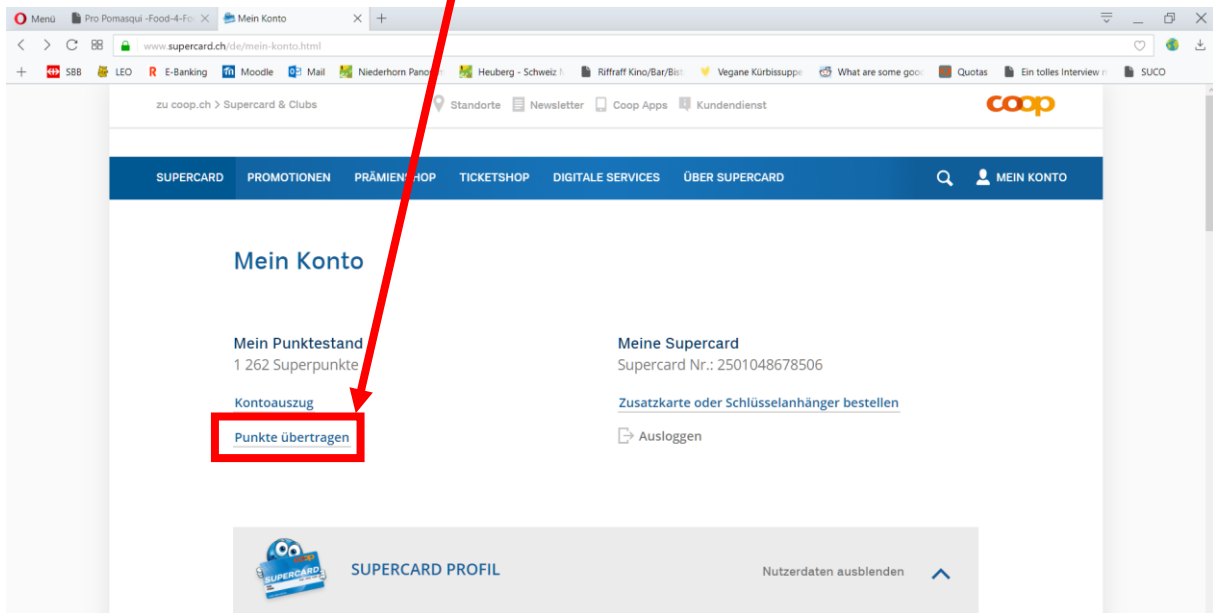 Menü Pro Pomasqui -Food-4-Fo Mein Konto
www.supercard.ch/de/mein-konto.html
SBB LEO R E-Banking Moodle Mail Niederhorn Heuberg - Schweiz Riffraff Kino/Bar/Bis Vegane Kürbissuppe What are some goo Quotas Ein tolles Interview SUCO
zu coop.ch > Supercard & Clubs Standorte Newsletter Coop Apps Kundendienst coop
SUPERCARD PROMOTIONEN PRÄMIENSHOP TICKETSHOP DIGITALE SERVICES ÜBER SUPERCARD MEIN KONTO
Mein Konto
Mein Punktestand
1 262 Superpunkte
Kontoauszug
Punkte übertragen
Meine Supercard
Supercard Nr.: 2501048678506
Zusatzkarte oder Schlüsselanhänger bestellen
Ausloggen
SUPERCARD
SUPERCARD PROFIL Nutzerdaten ausblenden